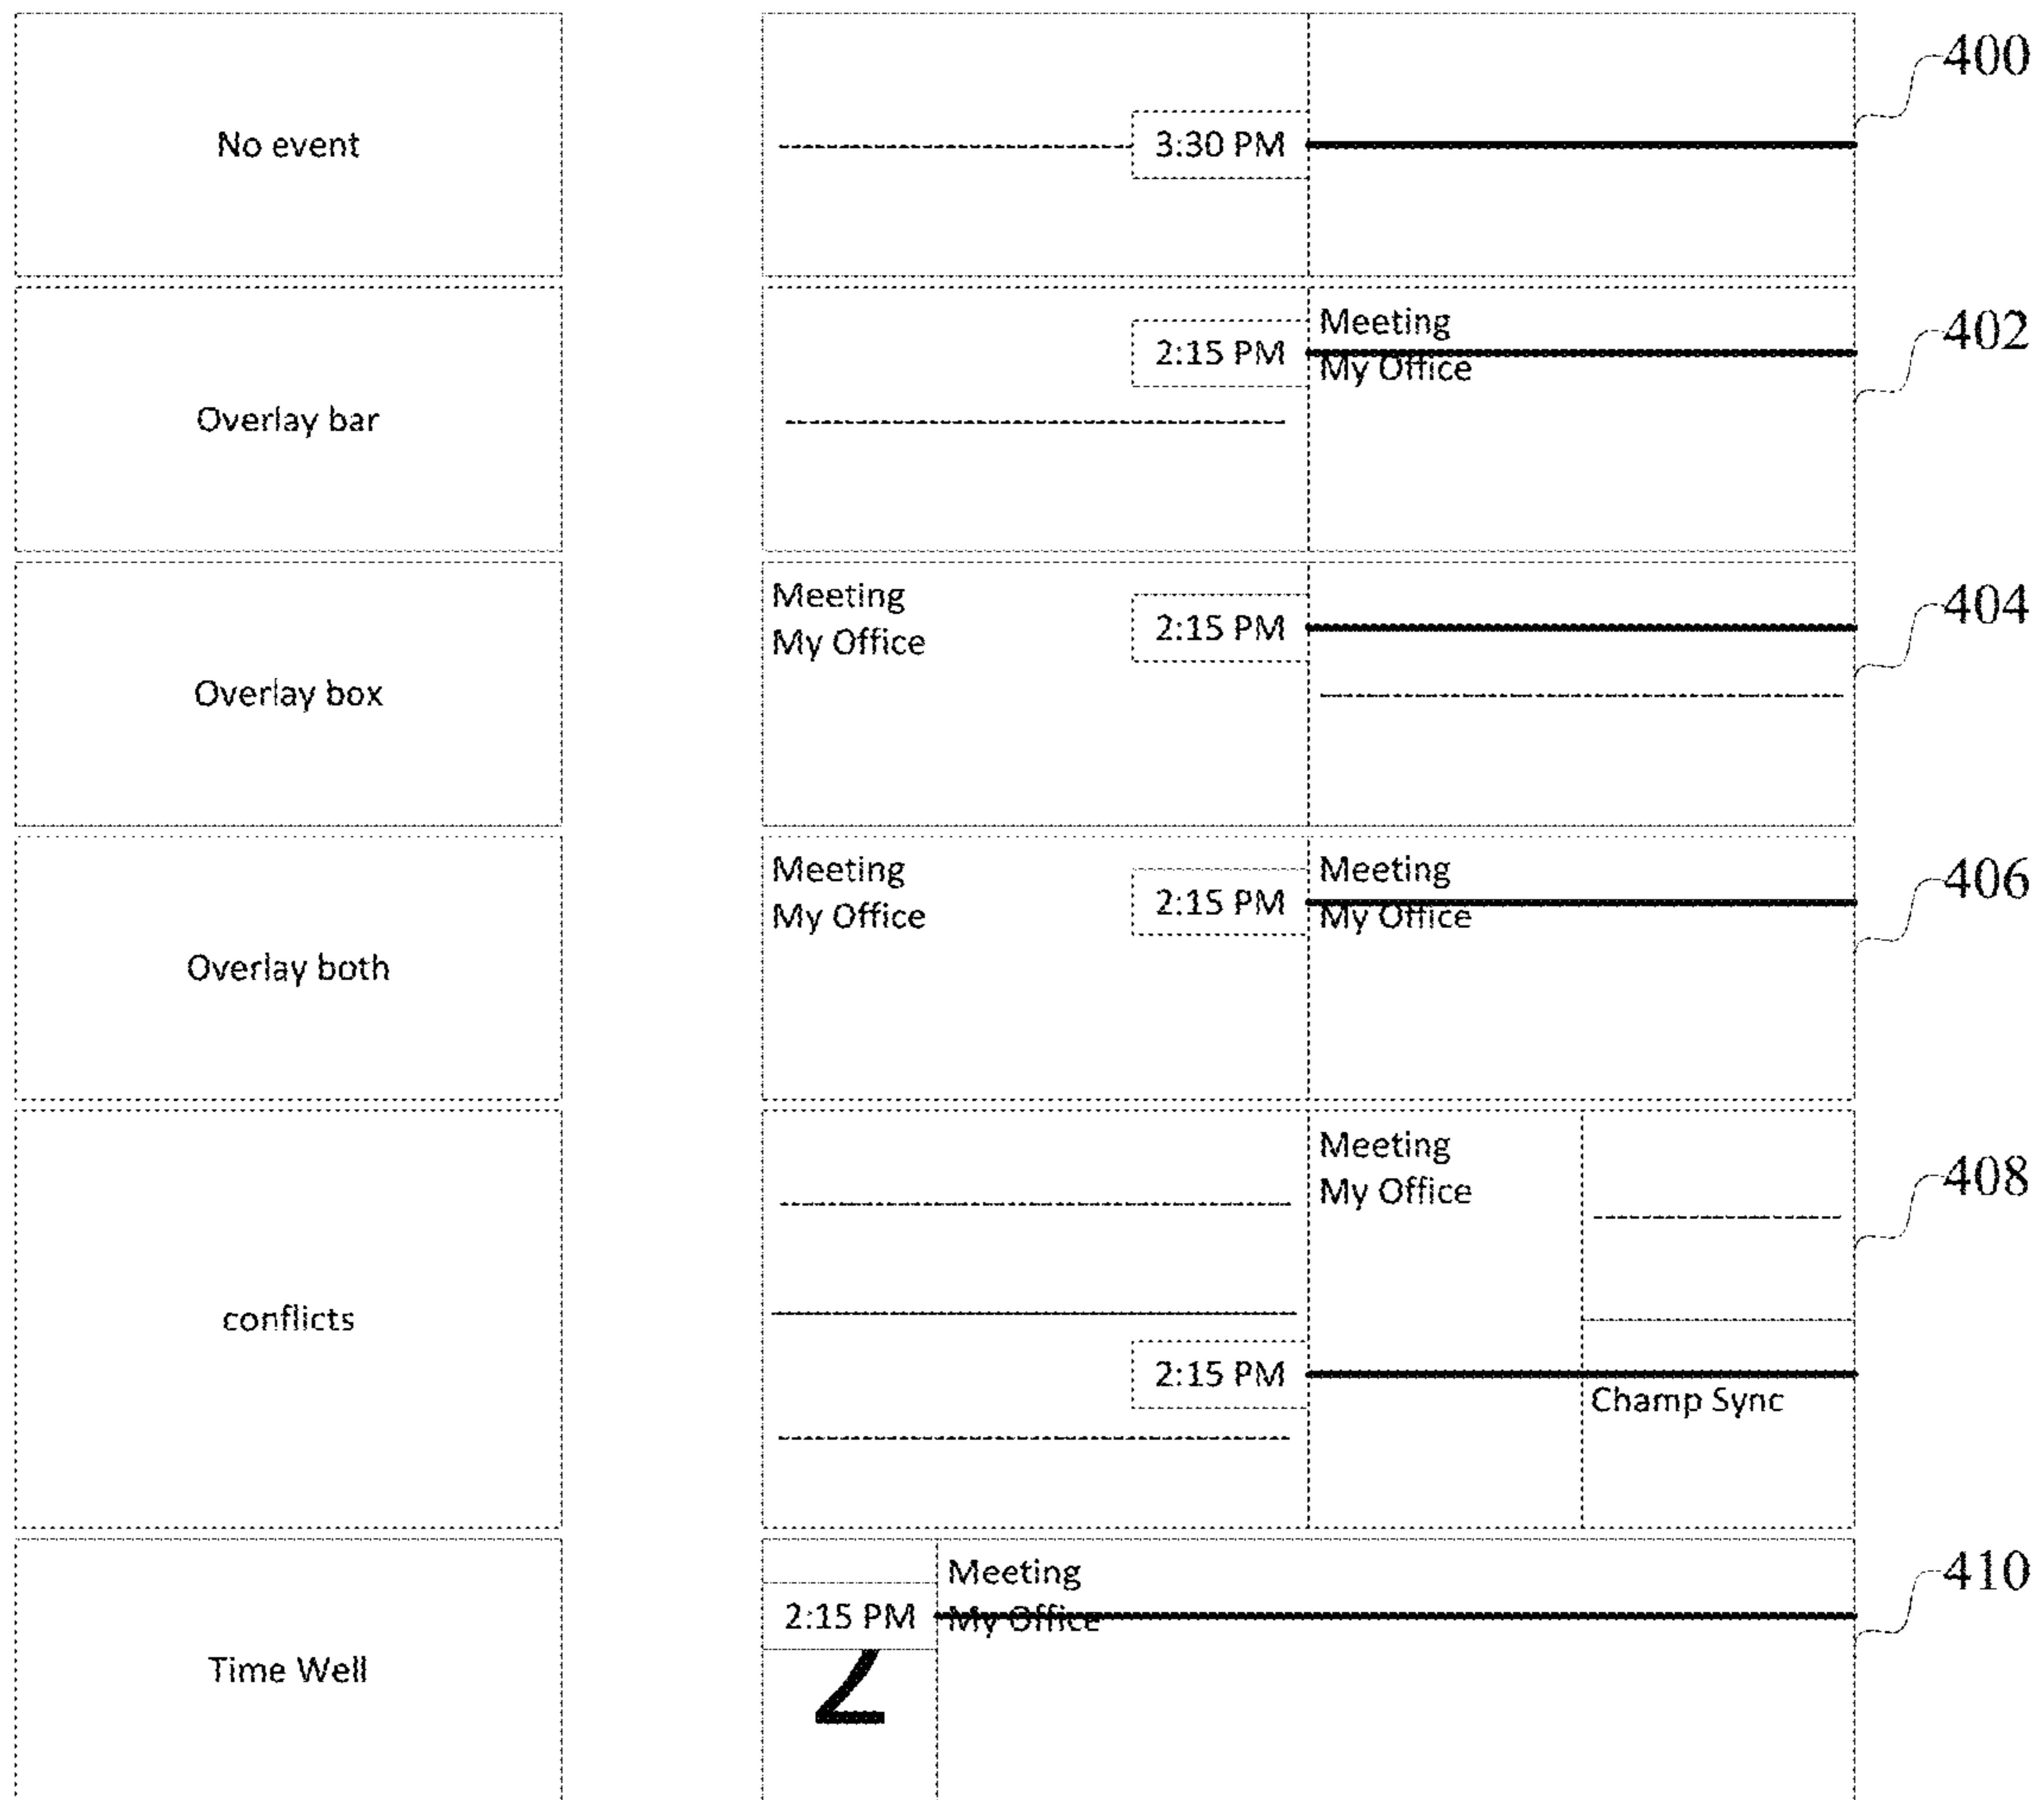 No event
3:30 PM
400
Overlay bar
2:15 PM
Meeting
My Office
402
Overlay box
Meeting
My Office
2:15 PM
404
Overlay both
Meeting
My Office
2:15 PM
Meeting
My Office
406
conflicts
Meeting
My Office
2:15 PM
Champ Sync
408
Time Well
2:15 PM
2
Meeting
My Office
410